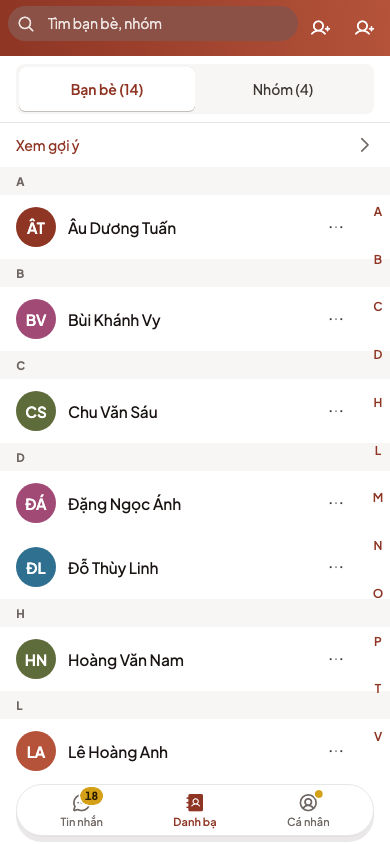 Tìm bạn bè, nhóm
Bạn bè (14)
Nhóm (4)
Xem gợi ý
A
ÂT
Âu Dương Tuấn
B
BV
Bùi Khánh Vy
C
CS
Chu Văn Sáu
D
ĐÁ
Đặng Ngọc Ánh
ĐL
Đỗ Thùy Linh
H
HN
Hoàng Văn Nam
L
LA
Lê Hoàng Anh
A
B
C
D
H
L
M
N
O
P
T
V
18
Tin nhắn
Danh bạ
Cá nhân